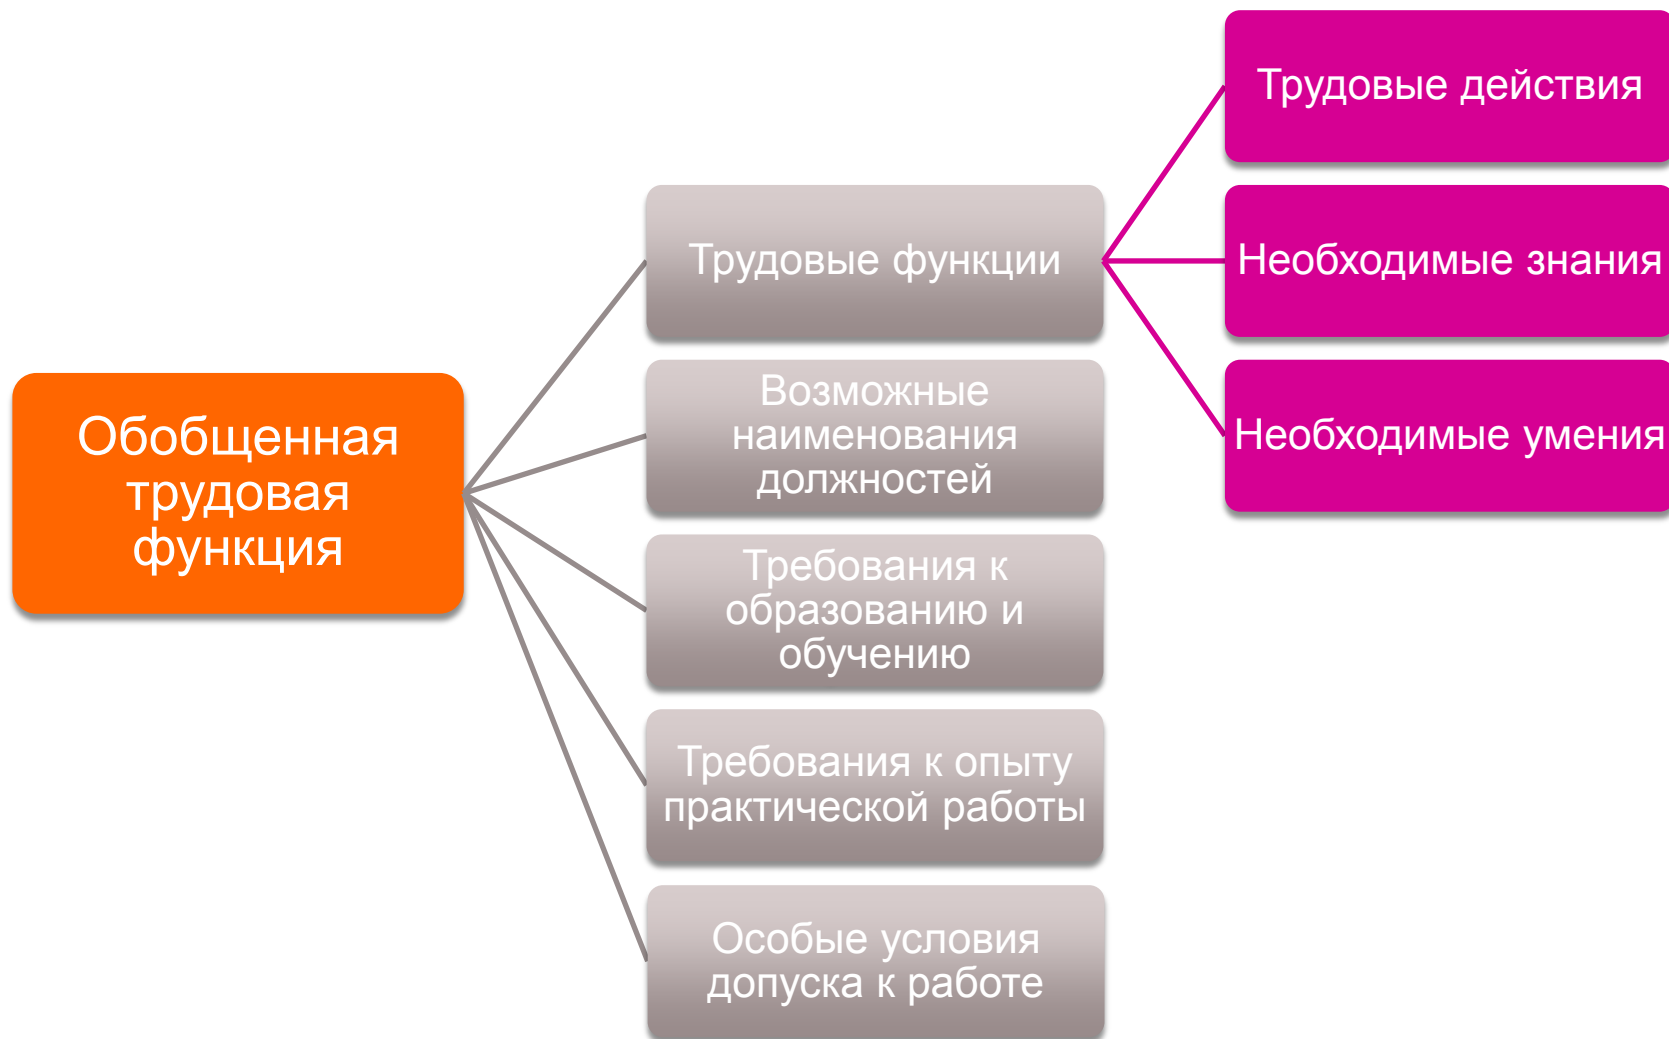 Обобщенная
трудовая
функция
Трудовые функции
Возможные
наименования
должностей
Требования к
образованию и
обучению
Требования к опыту
практической работы
Особые условия
допуска к работе
Трудовые действия
Необходимые знания
Необходимые умения